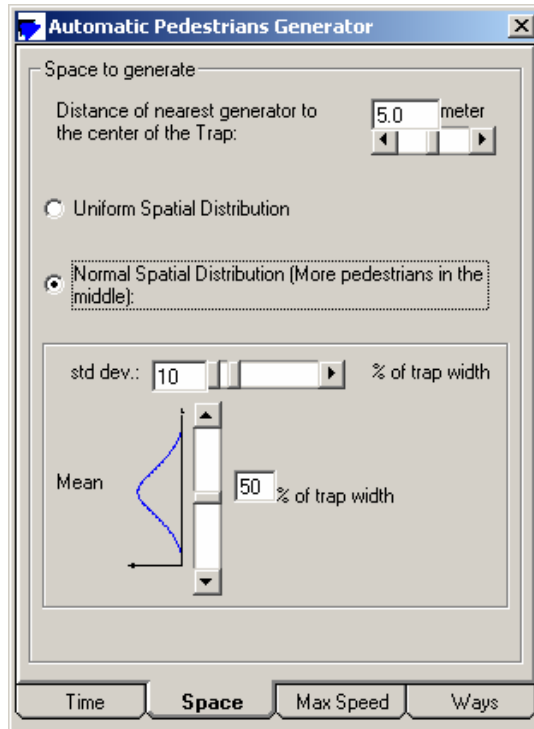 Automatic Pedestrians Generator
Space to generate
Distance of nearest generator to
the center of the Trap:
5.0
meter
Uniform Spatial Distribution
Normal Spatial Distribution (More pedestrians in the
middle):
std dev.: 10 % of trap width
Mean
50 % of trap width
Time Space Max Speed Ways